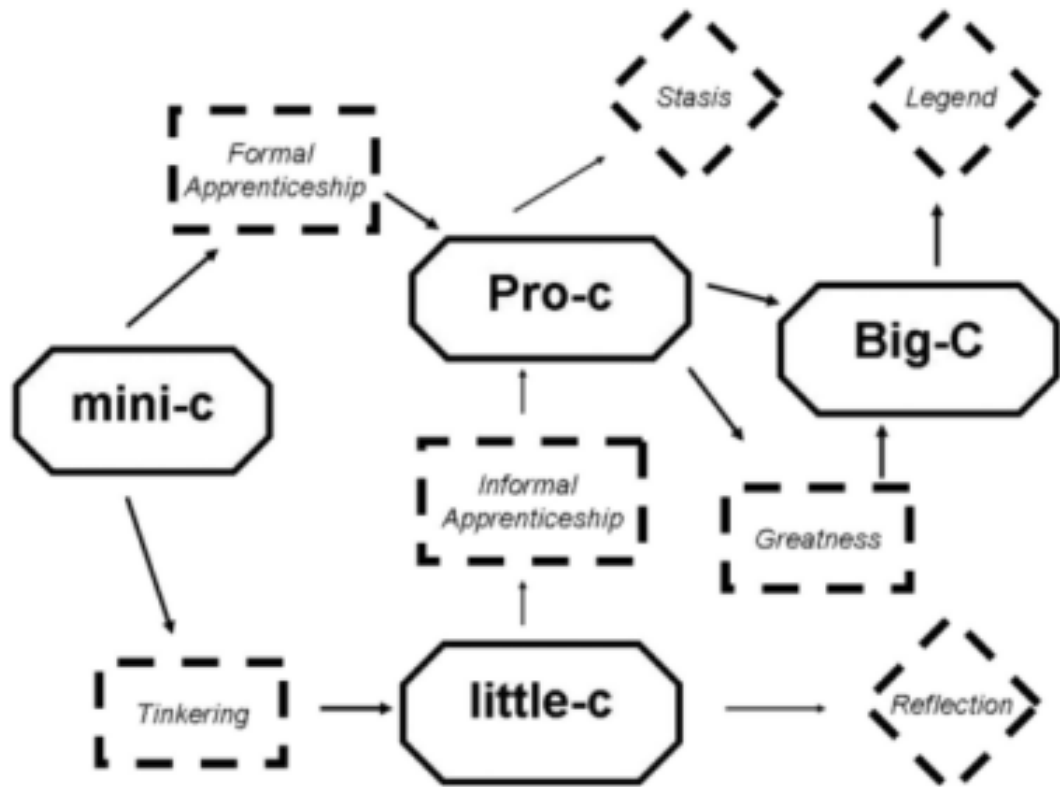 Stasis
Legend
Formal
Apprenticeship
Pro-c
Big-C
mini-c
Informal
Apprenticeship
Greatness
Tinkering
little-c
Reflection